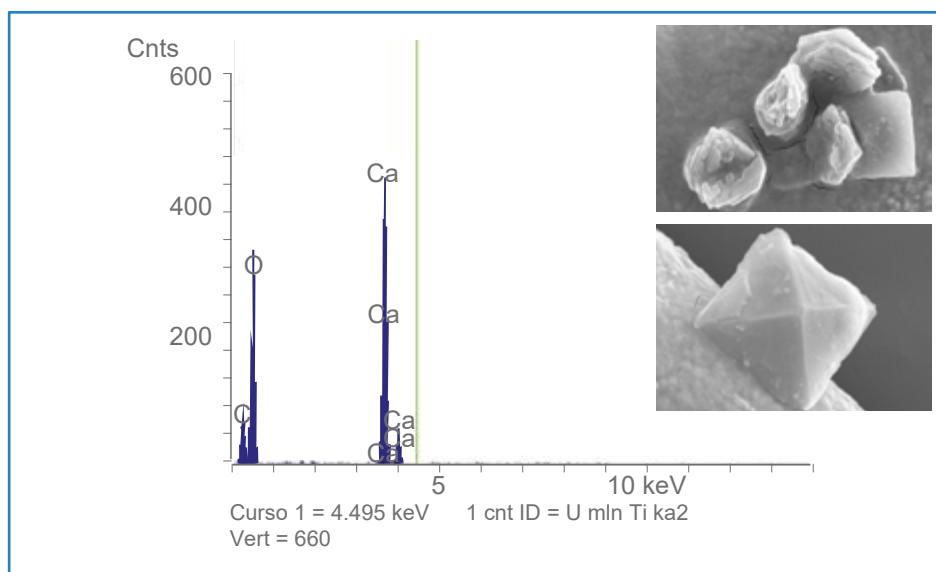 Cnts
600
400
200
Ca
O
Ca
C
Ca
Ca
Ca
5
10 keV
Curso 1 = 4.495 keV 1 cnt ID = U mln Ti ka2
Vert = 660